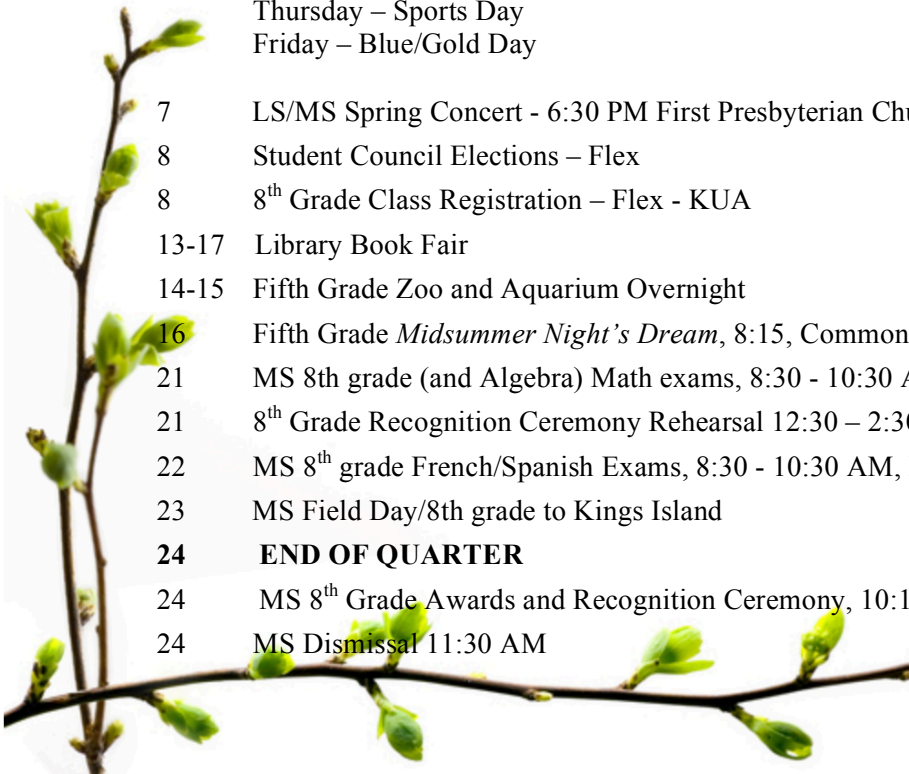 Thursday – Sports Day
Friday – Blue/Gold Day
7 LS/MS Spring Concert - 6:30 PM First Presbyterian
8 Student Council Elections – Flex
8 8th Grade Class Registration – Flex - KUA
13-17 Library Book Fair
14-15 Fifth Grade Zoo and Aquarium Overnight
16 Fifth Grade Midsummer Night's Dream, 8:15, Common
21 MS 8th grade (and Algebra) Math exams, 8:30 - 10:30
21 8th Grade Recognition Ceremony Rehearsal 12:30 –
22 MS 8th grade French/Spanish Exams, 8:30 - 10:30 AM,
23 MS Field Day/8th grade to Kings Island
24 END OF QUARTER
24 MS 8th Grade Awards and Recognition Ceremony,
24 MS Dismissal 11:30 AM